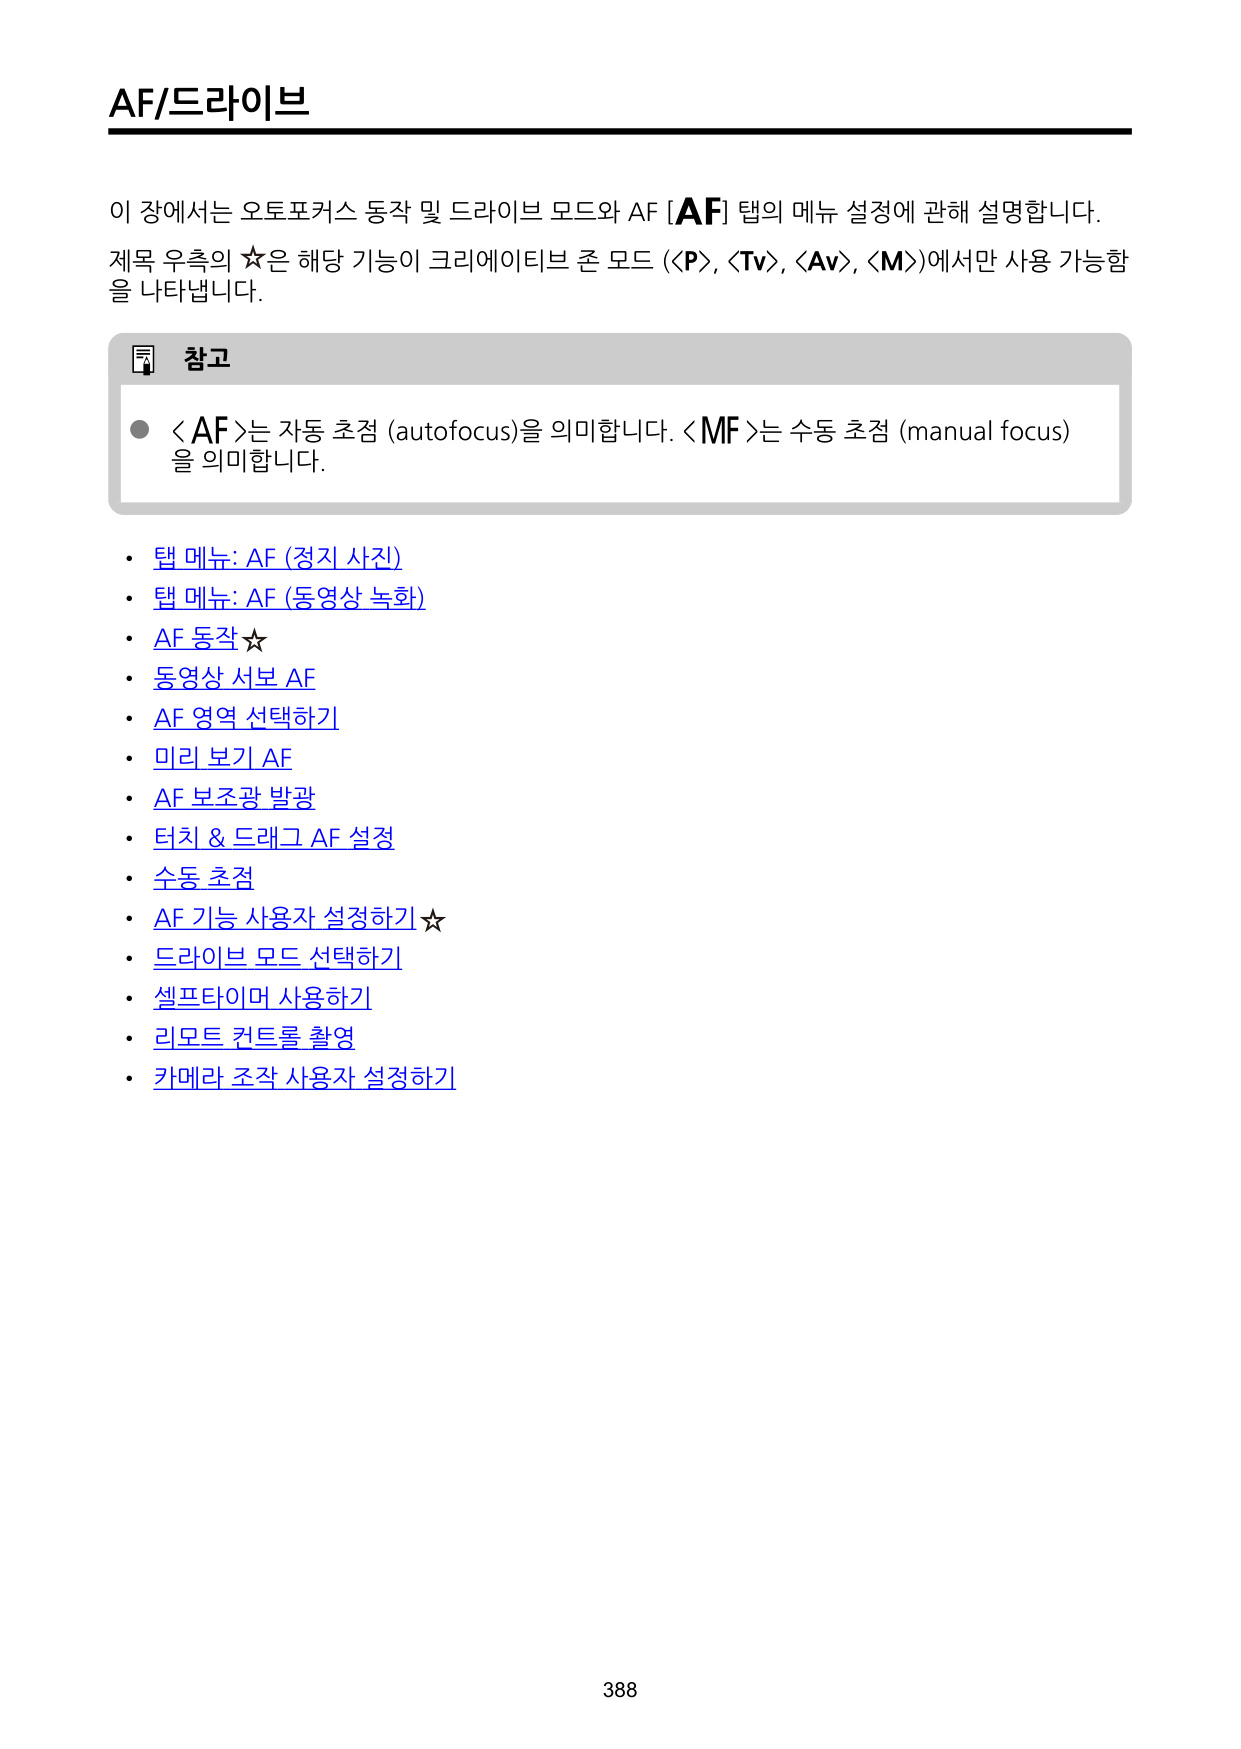 AF/드라이브
이 장에서는 오토포커스 동작 및 드라이브 모드와 AF [AF] 탭의 메뉴 설정에 관해 설명합니다.
제목 우측의 ☆은 해당 기능이 크리에이티브 존 모드 (<P>, <Tv>, <Av>, <M>)에서만 사용 가능함
을 나타냅니다.
참고
● < AF >는 자동 초점 (autofocus)을 의미합니다. < MF >는 수동 초점 (manual focus)
을 의미합니다.
• 탭 메뉴: AF (정지 사진)
• 탭 메뉴: AF (동영상 녹화)
• AF 동작☆
• 동영상 서보 AF
• AF 영역 선택하기
• 미리 보기 AF
• AF 보조광 발광
• 터치 & 드래그 AF 설정
• 수동 초점
• AF 기능 사용자 설정하기☆
• 드라이브 모드 선택하기
• 셀프타이머 사용하기
• 리모트 컨트롤 촬영
• 카메라 조작 사용자 설정하기
388